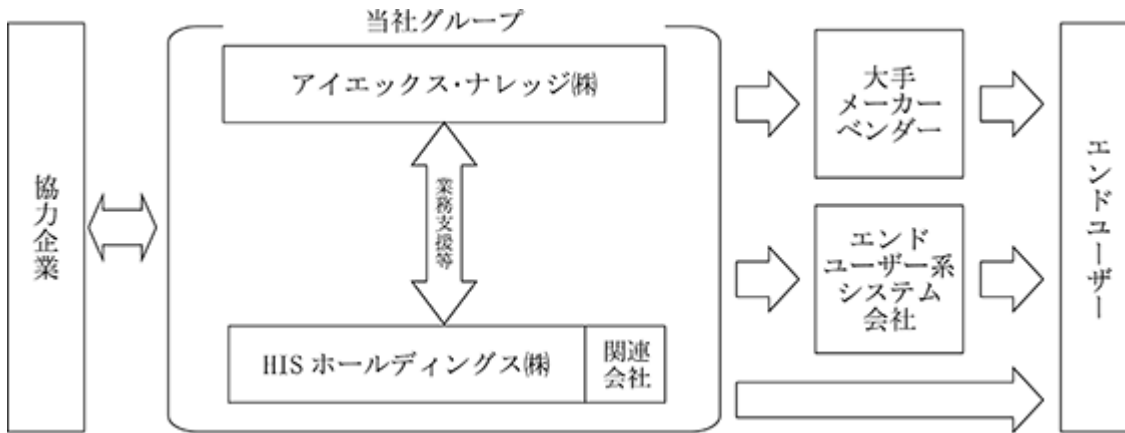 当社グループ
協力企業
アイエックス・ナレッジ㈱
業務支援等
HISホールディングス㈱
関連
会社
大手
メーカー
ベンダー
エンド
ユーザー系
システム
会社
エンドユーザー